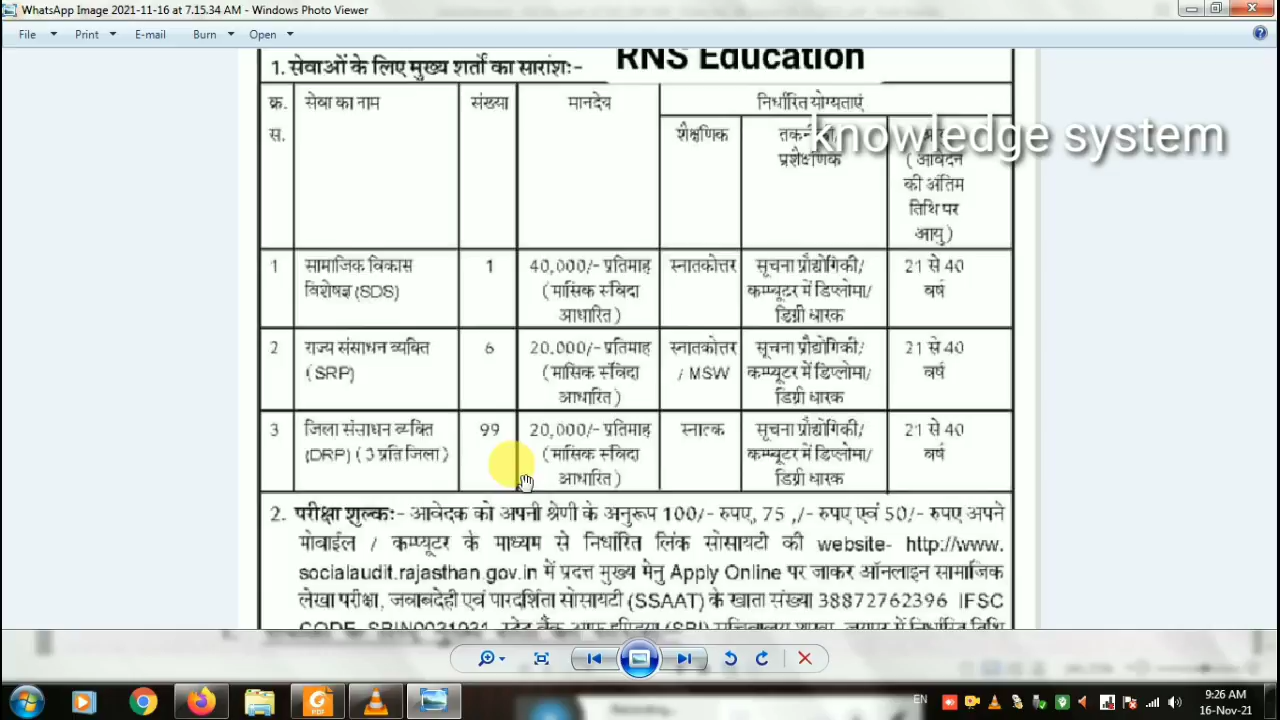 WhatsApp Image 2021-11-16 at 7.15.34 AM - Windows Photo Viewer
File Print E-mail Burn Open
1. सेवाओं के लिए मुख्य शर्तों का सारांशः-
RNS Education
क्र. स.
सेवा का नाम
संख्या
मानदेय
निर्धारित योग्यताएं
शैक्षणिक
प्रशैक्षणिक
knowledge system
(आवेदन
की अंतिम
तिथि पर
आयु)
1 सामाजिक विकास 1 40,000/- प्रतिमाह स्नातकोत्तर सूचना प्रौद्योगिकी/ 21 से 40
विशेषज्ञ (SDS) (मासिक संविदा कम्प्यूटर में डिप्लोमा/ वर्ष
आधारित) डिग्री धारक
2 राज्य संसाधन व्यक्ति 6 20,000/- प्रतिमाह स्नातकोत्तर सूचना प्रौद्योगिकी/ 21 से 40
(SRP) (मासिक संविदा / MSW कम्प्यूटर में डिप्लोमा/ वर्ष
आधारित) डिग्री धारक
3 जिला संसाधन व्यक्ति 99 20,000/- प्रतिमाह स्नात्क सूचना प्रौद्योगिकी/ 21 से 40
(DRP) (3 प्रति जिला) (मासिक संविदा कम्प्यूटर में डिप्लोमा/ वर्ष
आधारित) डिग्री धारक
2. परीक्षा शुल्कः- आवेदक को अपनी श्रेणी के अनुरूप 100/- रुपए, 75 ,/- रुपए एवं 50/- रुपए अपने
मोबाईल / कम्प्यूटर के माध्यम से निर्धारित लिंक सोसायटी की website- http://www.
socialaudit.rajasthan.gov.in में प्रदत्त मुख्य मेनु Apply Online पर जाकर ऑनलाइन सामाजिक
लेखा परीक्षा, जवाबदेही एवं पारदर्शिता सोसायटी (SSAAT) के खाता संख्या 38872762396 IFSC
EN
9:26 AM
16-Nov-21